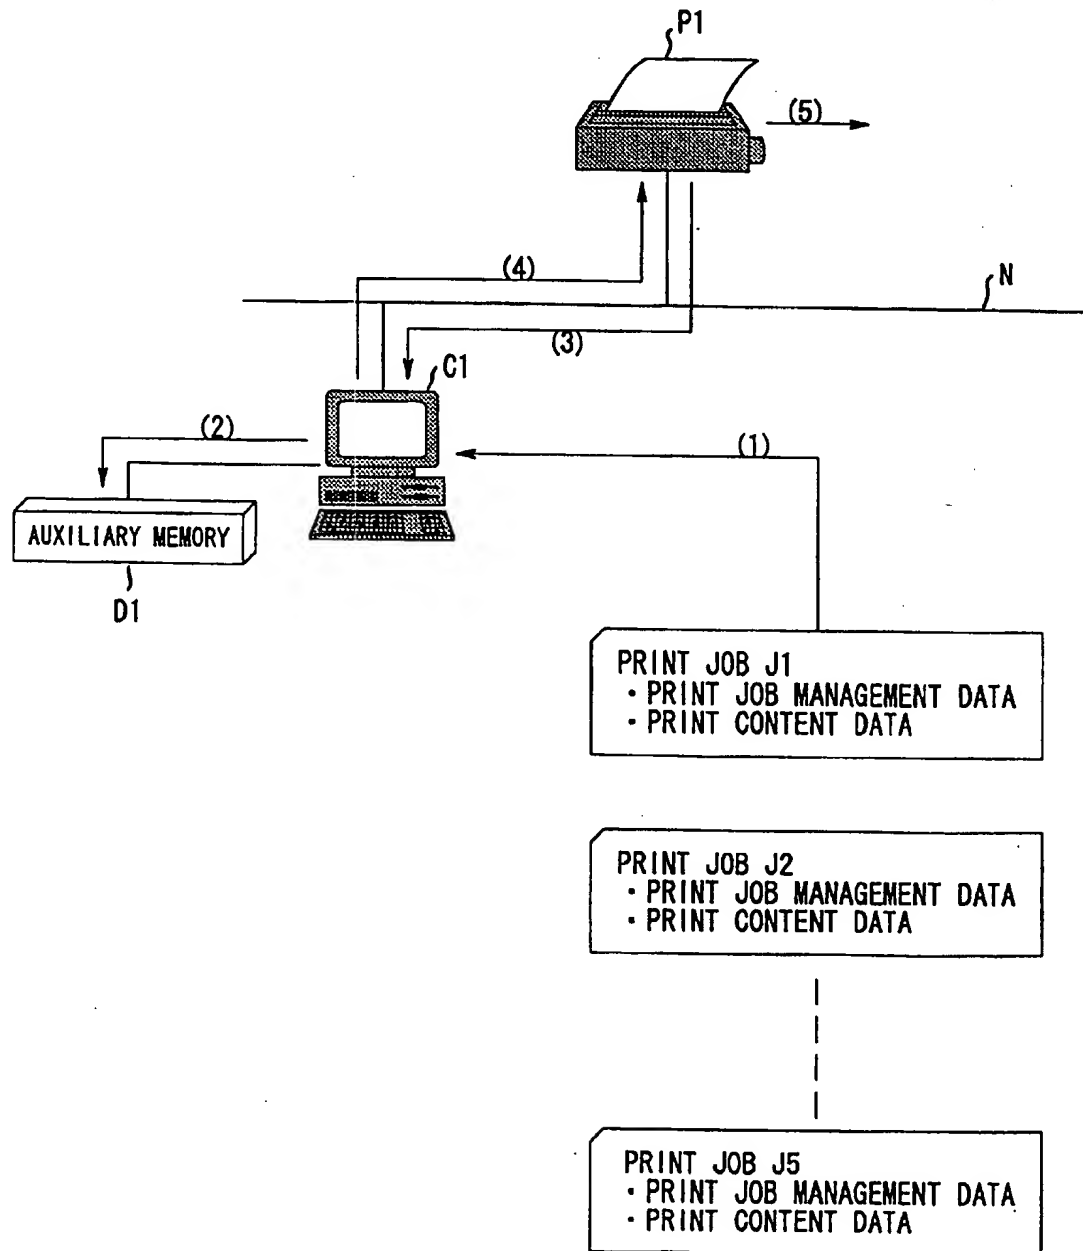 P1
(5)
(4)
N
(3)
C1
(2)
(1)
AUXILIARY MEMORY
D1
PRINT JOB J1
・PRINT JOB MANAGEMENT DATA
・PRINT CONTENT DATA
PRINT JOB J2
・PRINT JOB MANAGEMENT DATA
・PRINT CONTENT DATA
PRINT JOB J5
・PRINT JOB MANAGEMENT DATA
・PRINT CONTENT DATA